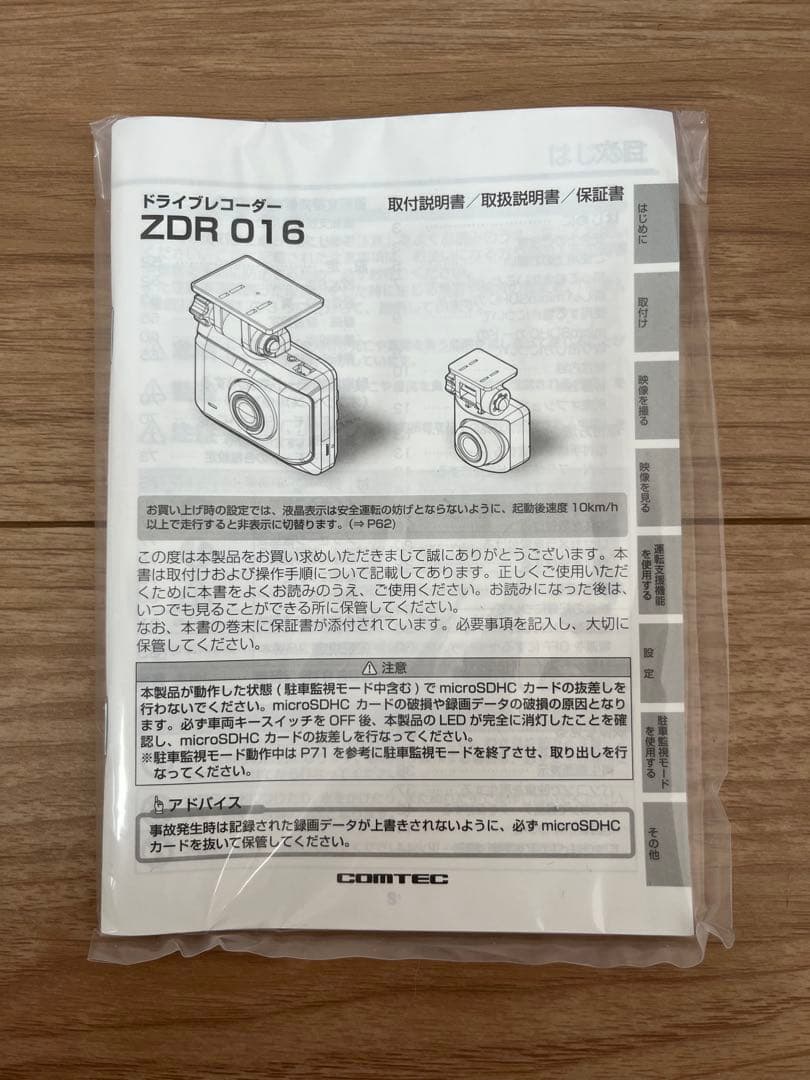 ドライブレコーダー
ZDR 016
取付説明書／取扱説明書／保証書
お買い上げ時の設定では、液晶表示は安全運転の妨げとならないように、起動後速度 10km/h
以上で走行すると非表示に切替ります。(⇒ P62)
この度は本製品をお買い求めいただきまして誠にありがとうございます。本
書は取付けおよび操作手順について記載してあります。正しくご使用いただ
くために本書をよくお読みのうえ、ご使用ください。お読みになった後は、
いつでも見ることができる所に保管してください。
なお、本書の巻末に保証書が添付されています。必要事項を記入し、大切に
保管してください。
⚠ 注意
本製品が動作した状態 ( 駐車監視モード中含む ) で microSDHC カードの抜差しを
行わないでください。microSDHC カードの破損や録画データの破損の原因となり
ます。必ず車両キースイッチを OFF 後、本製品の LED が完全に消灯したことを確
認し、microSDHC カードの抜差しを行なってください。
※駐車監視モード動作中は P71 を参考に駐車監視モードを終了させ、取り出しを行
なってください。
アドバイス
事故発生時は記録された録画データが上書きされないように、必ず microSDHC
カードを抜いて保管してください。
COMTEC
はじめに
取付け
映像を撮る
映像を見る
運転支援機能
を使用する
設 定
駐車監視モード
を使用する
その他